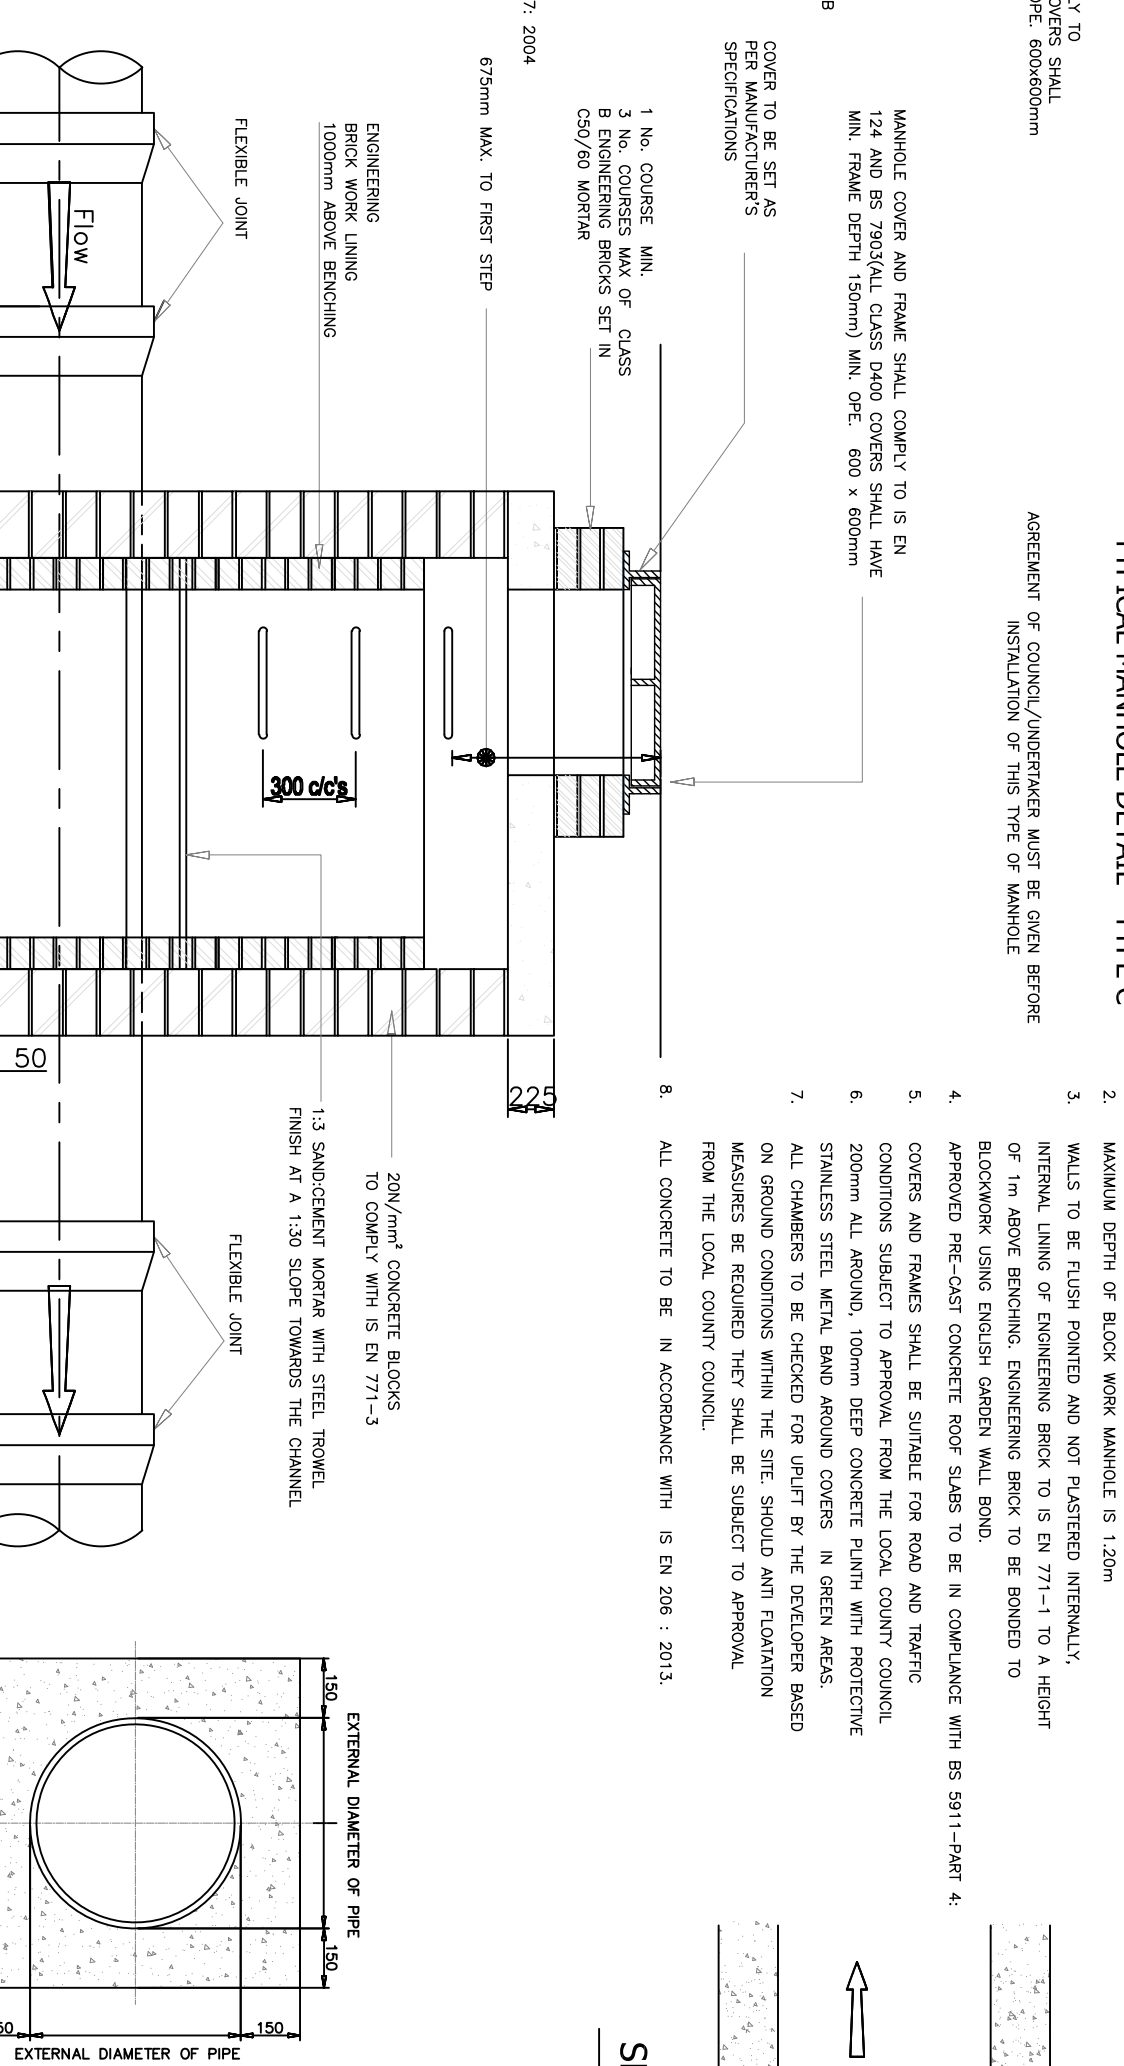 LY TO
OVERS SHALL
OPE. 600x600mm
B
7: 2004
TYPICAL MANHOLE DETAIL - TYPE C
AGREEMENT OF COUNCIL/UNDERTAKER MUST BE GIVEN BEFORE
INSTALLATION OF THIS TYPE OF MANHOLE
MANHOLE COVER AND FRAME SHALL COMPLY TO IS EN
124 AND BS 7903(ALL CLASS D400 COVERS SHALL HAVE
MIN. FRAME DEPTH 150mm) MIN. OPE. 600 x 600mm
COVER TO BE SET AS
PER MANUFACTURER'S
SPECIFICATIONS
1 No. COURSE MIN.
3 No. COURSES MAX OF CLASS
B ENGINEERING BRICKS SET IN
C50/60 MORTAR
675mm MAX. TO FIRST STEP
ENGINEERING
BRICK WORK LINING
1000mm ABOVE BENCHING
FLEXIBLE JOINT
Flow
300 c/c's
225
50
2. MAXIMUM DEPTH OF BLOCK WORK MANHOLE IS 1.20m
3. WALLS TO BE FLUSH POINTED AND NOT PLASTERED INTERNALLY,
INTERNAL LINING OF ENGINEERING BRICK TO IS EN 771-1 TO A HEIGHT
OF 1m ABOVE BENCHING. ENGINEERING BRICK TO BE BONDED TO
BLOCKWORK USING ENGLISH GARDEN WALL BOND.
4. APPROVED PRE-CAST CONCRETE ROOF SLABS TO BE IN COMPLIANCE WITH BS 5911-PART 4:
5. COVERS AND FRAMES SHALL BE SUITABLE FOR ROAD AND TRAFFIC
CONDITIONS SUBJECT TO APPROVAL FROM THE LOCAL COUNTY COUNCIL
6. 200mm ALL AROUND, 100mm DEEP CONCRETE PLINTH WITH PROTECTIVE
STAINLESS STEEL METAL BAND AROUND COVERS IN GREEN AREAS.
7. ALL CHAMBERS TO BE CHECKED FOR UPLIFT BY THE DEVELOPER BASED
ON GROUND CONDITIONS WITHIN THE SITE. SHOULD ANTI FLOATATION
MEASURES BE REQUIRED THEY SHALL BE SUBJECT TO APPROVAL
FROM THE LOCAL COUNTY COUNCIL.
8. ALL CONCRETE TO BE IN ACCORDANCE WITH IS EN 206 : 2013.
20N/mm² CONCRETE BLOCKS
TO COMPLY WITH IS EN 771-3
1:3 SAND:CEMENT MORTAR WITH STEEL TROWEL
FINISH AT A 1:30 SLOPE TOWARDS THE CHANNEL
FLEXIBLE JOINT
150
EXTERNAL DIAMETER OF PIPE
150
150
EXTERNAL DIAMETER OF PIPE
50